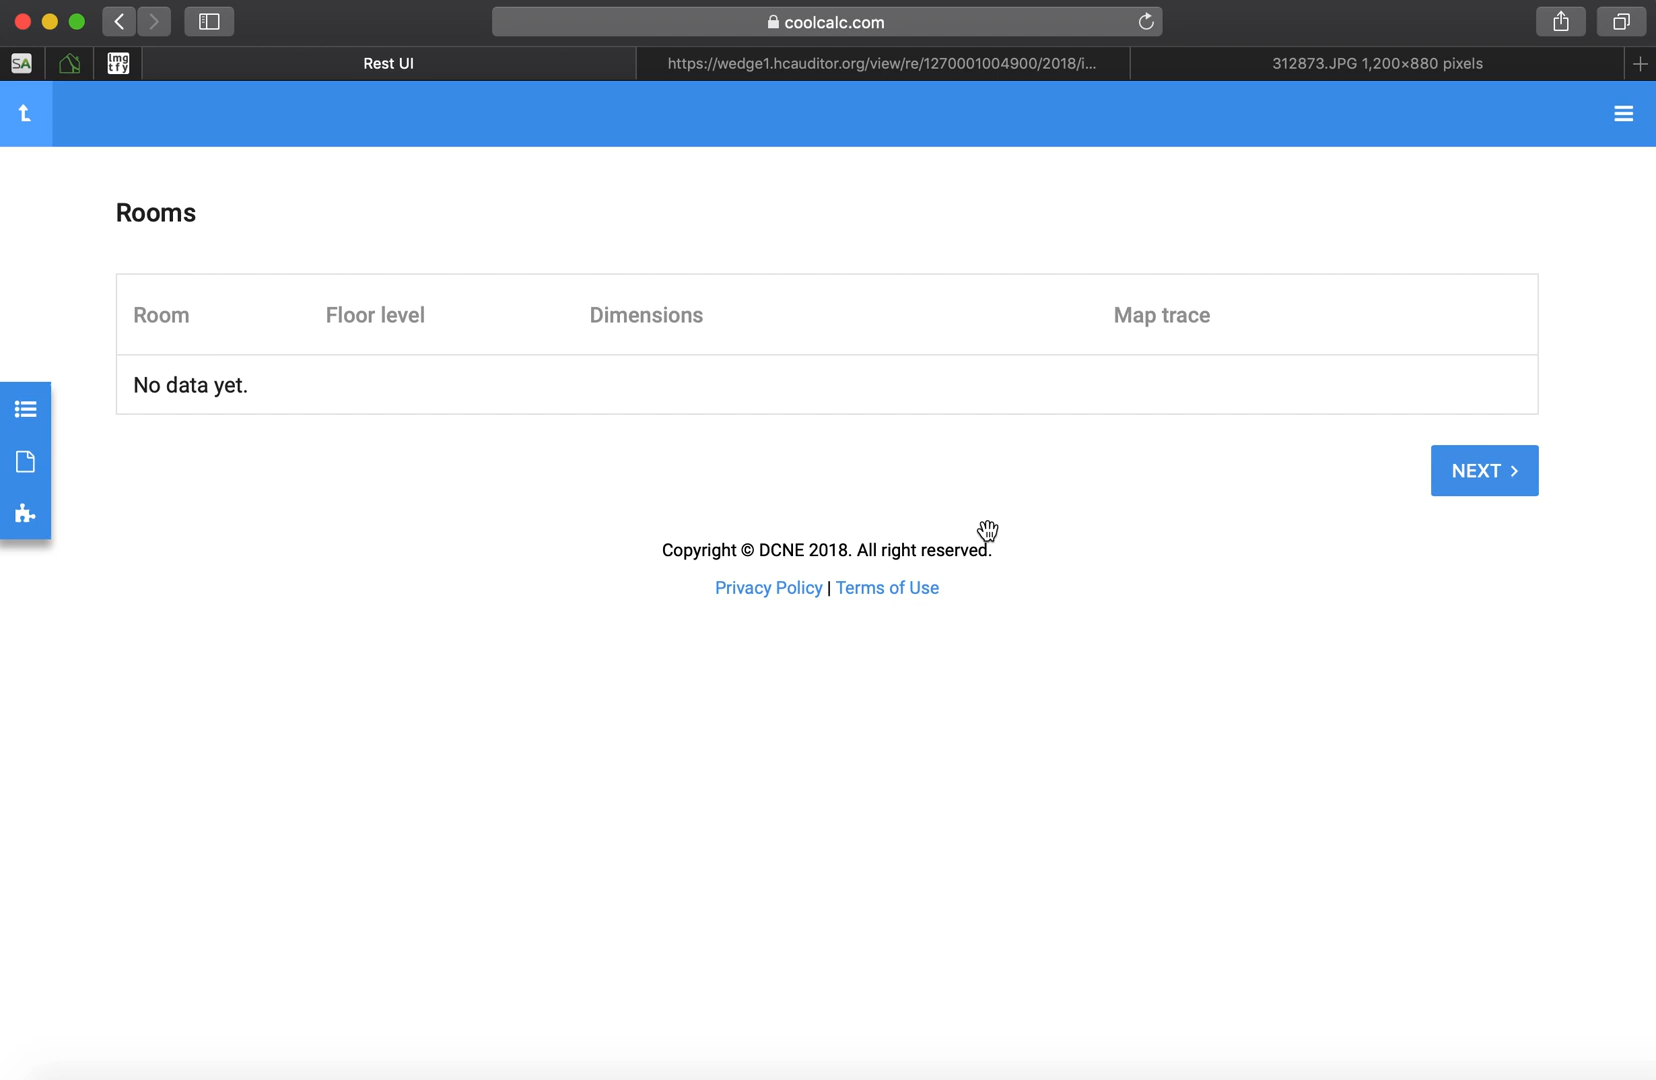 coolcalc.com
SA
Img
tfy
Rest UI
https://wedge1.hcauditor.org/view/re/1270001004900/2018/i...
312873.JPG 1,200×880 pixels
Rooms
Room
Floor level
Dimensions
Map trace
No data yet.
NEXT >
Copyright © DCNE 2018. All right reserved.
Privacy Policy | Terms of Use